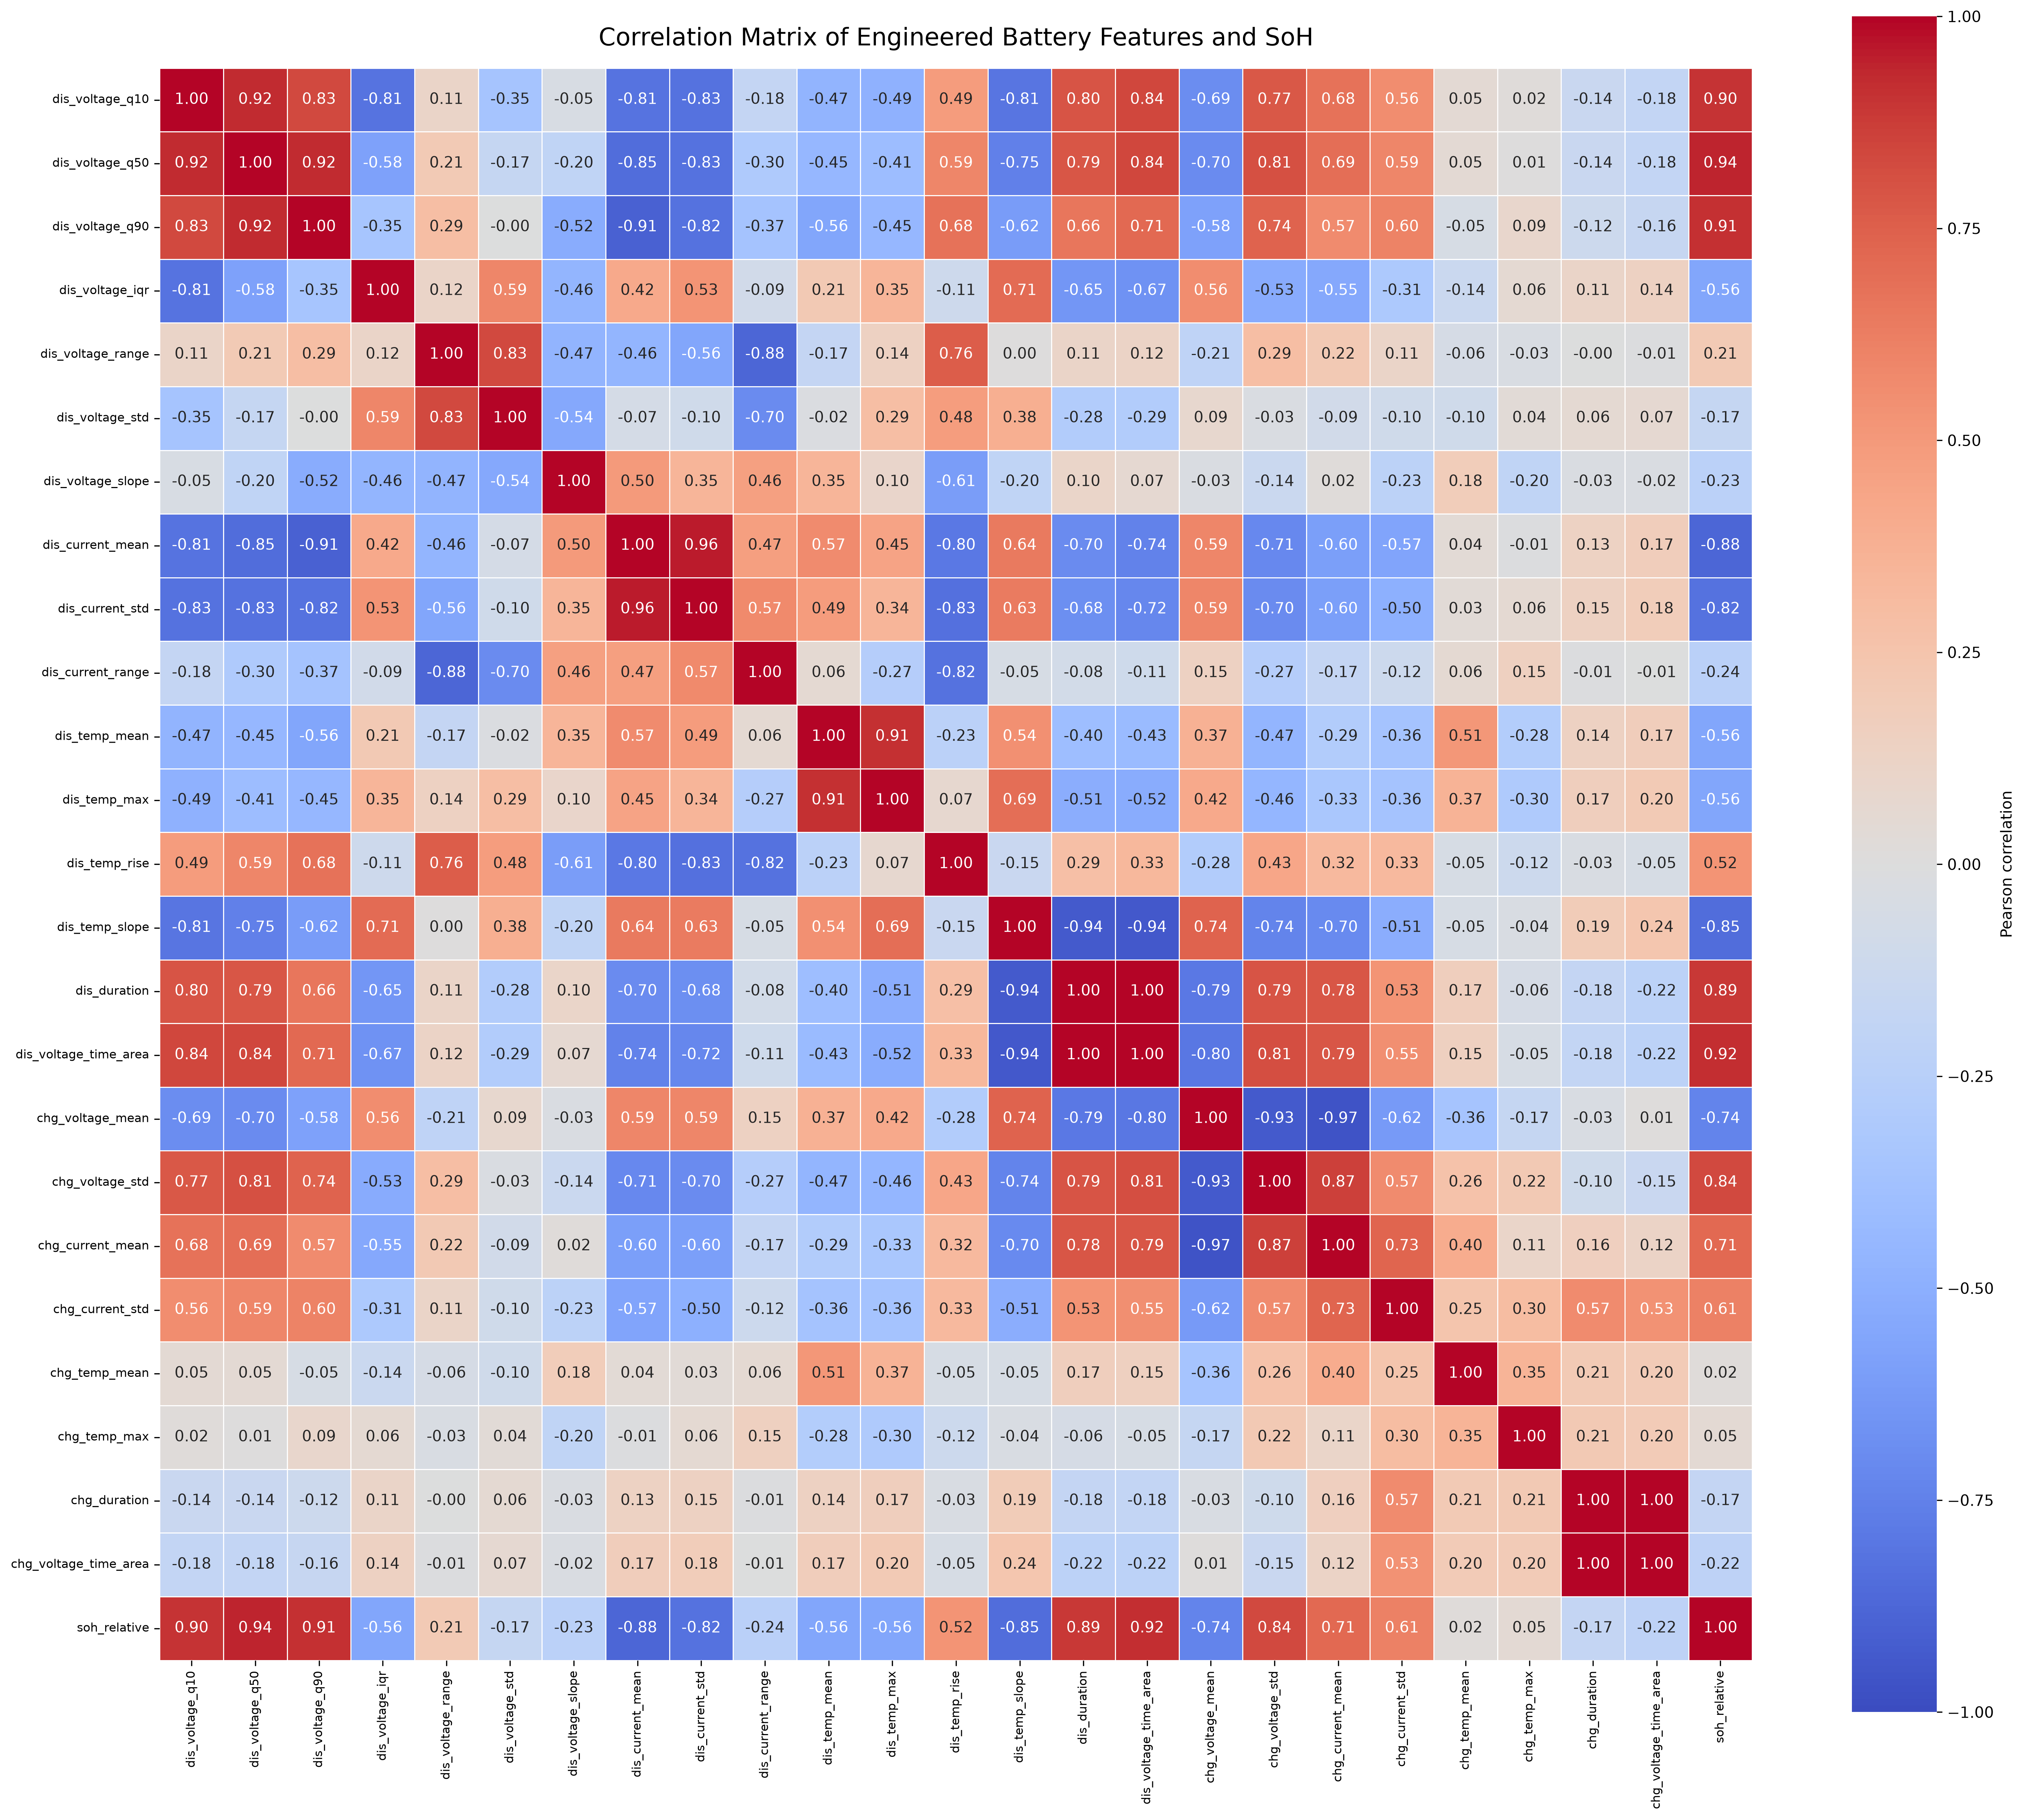 Correlation Matrix of Engineered Battery Features and SoH
dis_voltage_q10 1.00 0.92 0.83 -0.81 0.11 -0.35 -0.05 -0.81 -0.83 -0.18 -0.47 -0.49 0.49 -0.81 0.80 0.84 -0.69 0.77 0.68 0.56 0.05 0.02 -0.14 -0.18 0.90
dis_voltage_q50 0.92 1.00 0.92 -0.58 0.21 -0.17 -0.20 -0.85 -0.83 -0.30 -0.45 -0.41 0.59 -0.75 0.79 0.84 -0.70 0.81 0.69 0.59 0.05 0.01 -0.14 -0.18 0.94
dis_voltage_q90 0.83 0.92 1.00 -0.35 0.29 -0.00 -0.52 -0.91 -0.82 -0.37 -0.56 -0.45 0.68 -0.62 0.66 0.71 -0.58 0.74 0.57 0.60 -0.05 0.09 -0.12 -0.16 0.91
dis_voltage_iqr -0.81 -0.58 -0.35 1.00 0.12 0.59 -0.46 0.42 0.53 -0.09 0.21 0.35 -0.11 0.71 -0.65 -0.67 0.56 -0.53 -0.55 -0.31 -0.14 0.06 0.11 0.14 -0.56
dis_voltage_range 0.11 0.21 0.29 0.12 1.00 0.83 -0.47 -0.46 -0.56 -0.88 -0.17 0.14 0.76 0.00 0.11 0.12 -0.21 0.29 0.22 0.11 -0.06 -0.03 -0.00 -0.01 0.21
dis_voltage_std -0.35 -0.17 -0.00 0.59 0.83 1.00 -0.54 -0.07 -0.10 -0.70 -0.02 0.29 0.48 0.38 -0.28 -0.29 0.09 -0.03 -0.09 -0.10 -0.10 0.04 0.06 0.07 -0.17
dis_voltage_slope -0.05 -0.20 -0.52 -0.46 -0.47 -0.54 1.00 0.50 0.35 0.46 0.35 0.10 -0.61 -0.20 0.10 0.07 -0.03 -0.14 0.02 -0.23 0.18 -0.20 -0.03 -0.02 -0.23
dis_current_mean -0.81 -0.85 -0.91 0.42 -0.46 -0.07 0.50 1.00 0.96 0.47 0.57 0.45 -0.80 0.64 -0.70 -0.74 0.59 -0.71 -0.60 -0.57 0.04 -0.01 0.13 0.17 -0.88
dis_current_std -0.83 -0.83 -0.82 0.53 -0.56 -0.10 0.35 0.96 1.00 0.57 0.49 0.34 -0.83 0.63 -0.68 -0.72 0.59 -0.70 -0.60 -0.50 0.03 0.06 0.15 0.18 -0.82
dis_current_range -0.18 -0.30 -0.37 -0.09 -0.88 -0.70 0.46 0.47 0.57 1.00 0.06 -0.27 -0.82 -0.05 -0.08 -0.11 0.15 -0.27 -0.17 -0.12 0.06 0.15 -0.01 -0.01 -0.24
dis_temp_mean -0.47 -0.45 -0.56 0.21 -0.17 -0.02 0.35 0.57 0.49 0.06 1.00 0.91 -0.23 0.54 -0.40 -0.43 0.37 -0.47 -0.29 -0.36 0.51 -0.28 0.14 0.17 -0.56
dis_temp_max -0.49 -0.41 -0.45 0.35 0.14 0.29 0.10 0.45 0.34 -0.27 0.91 1.00 0.07 0.69 -0.51 -0.52 0.42 -0.46 -0.33 -0.36 0.37 -0.30 0.17 0.20 -0.56
dis_temp_rise 0.49 0.59 0.68 -0.11 0.76 0.48 -0.61 -0.80 -0.83 -0.82 -0.23 0.07 1.00 -0.15 0.29 0.33 -0.28 0.43 0.32 0.33 -0.05 -0.12 -0.03 -0.05 0.52
dis_temp_slope -0.81 -0.75 -0.62 0.71 0.00 0.38 -0.20 0.64 0.63 -0.05 0.54 0.69 -0.15 1.00 -0.94 -0.94 0.74 -0.74 -0.70 -0.51 -0.05 -0.04 0.19 0.24 -0.85
dis_duration 0.80 0.79 0.66 -0.65 0.11 -0.28 0.10 -0.70 -0.68 -0.08 -0.40 -0.51 0.29 -0.94 1.00 1.00 -0.79 0.79 0.78 0.53 0.17 -0.06 -0.18 -0.22 0.89
dis_voltage_time_area 0.84 0.84 0.71 -0.67 0.12 -0.29 0.07 -0.74 -0.72 -0.11 -0.43 -0.52 0.33 -0.94 1.00 1.00 -0.80 0.81 0.79 0.55 0.15 -0.05 -0.18 -0.22 0.92
chg_voltage_mean -0.69 -0.70 -0.58 0.56 -0.21 0.09 -0.03 0.59 0.59 0.15 0.37 0.42 -0.28 0.74 -0.79 -0.80 1.00 -0.93 -0.97 -0.62 -0.36 -0.17 -0.03 0.01 -0.74
chg_voltage_std 0.77 0.81 0.74 -0.53 0.29 -0.03 -0.14 -0.71 -0.70 -0.27 -0.47 -0.46 0.43 -0.74 0.79 0.81 -0.93 1.00 0.87 0.57 0.26 0.22 -0.10 -0.15 0.84
chg_current_mean 0.68 0.69 0.57 -0.55 0.22 -0.09 0.02 -0.60 -0.60 -0.17 -0.29 -0.33 0.32 -0.70 0.78 0.79 -0.97 0.87 1.00 0.73 0.40 0.11 0.16 0.12 0.71
chg_current_std 0.56 0.59 0.60 -0.31 0.11 -0.10 -0.23 -0.57 -0.50 -0.12 -0.36 -0.36 0.33 -0.51 0.53 0.55 -0.62 0.57 0.73 1.00 0.25 0.30 0.57 0.53 0.61
chg_temp_mean 0.05 0.05 -0.05 -0.14 -0.06 -0.10 0.18 0.04 0.03 0.06 0.51 0.37 -0.05 -0.05 0.17 0.15 -0.36 0.26 0.40 0.25 1.00 0.35 0.21 0.20 0.02
chg_temp_max 0.02 0.01 0.09 0.06 -0.03 0.04 -0.20 -0.01 0.06 0.15 -0.28 -0.30 -0.12 -0.04 -0.06 -0.05 -0.17 0.22 0.11 0.30 0.35 1.00 0.21 0.20 0.05
chg_duration -0.14 -0.14 -0.12 0.11 -0.00 0.06 -0.03 0.13 0.15 -0.01 0.14 0.17 -0.03 0.19 -0.18 -0.18 -0.03 -0.10 0.16 0.57 0.21 0.21 1.00 1.00 -0.17
chg_voltage_time_area -0.18 -0.18 -0.16 0.14 -0.01 0.07 -0.02 0.17 0.18 -0.01 0.17 0.20 -0.05 0.24 -0.22 -0.22 0.01 -0.15 0.12 0.53 0.20 0.20 1.00 1.00 -0.22
soh_relative 0.90 0.94 0.91 -0.56 0.21 -0.17 -0.23 -0.88 -0.82 -0.24 -0.56 -0.56 0.52 -0.85 0.89 0.92 -0.74 0.84 0.71 0.61 0.02 0.05 -0.17 -0.22 1.00
dis_voltage_q10
dis_voltage_q50
dis_voltage_q90
dis_voltage_iqr
dis_voltage_range
dis_voltage_std
dis_voltage_slope
dis_current_mean
dis_current_std
dis_current_range
dis_temp_mean
dis_temp_max
dis_temp_rise
dis_temp_slope
dis_duration
dis_voltage_time_area
chg_voltage_mean
chg_voltage_std
chg_current_mean
chg_current_std
chg_temp_mean
chg_temp_max
chg_duration
chg_voltage_time_area
soh_relative
1.00
0.75
0.50
0.25
0.00
−0.25
−0.50
−0.75
−1.00
Pearson correlation